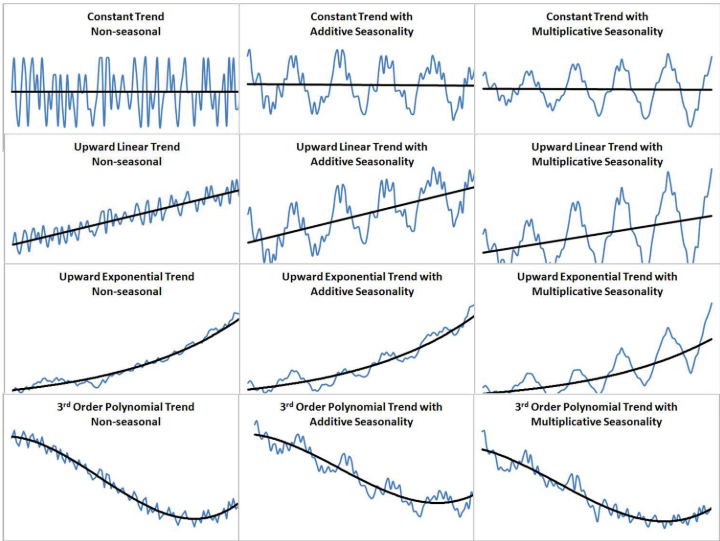 Constant Trend
Non-seasonal
Constant Trend with
Additive Seasonality
Constant Trend with
Multiplicative Seasonality
Upward Linear Trend
Non-seasonal
Upward Linear Trend with
Additive Seasonality
Upward Linear Trend with
Multiplicative Seasonality
Upward Exponential Trend
Non-seasonal
Upward Exponential Trend with
Additive Seasonality
Upward Exponential Trend with
Multiplicative Seasonality
3rd Order Polynomial Trend
Non-seasonal
3rd Order Polynomial Trend with
Additive Seasonality
3rd Order Polynomial Trend with
Multiplicative Seasonality